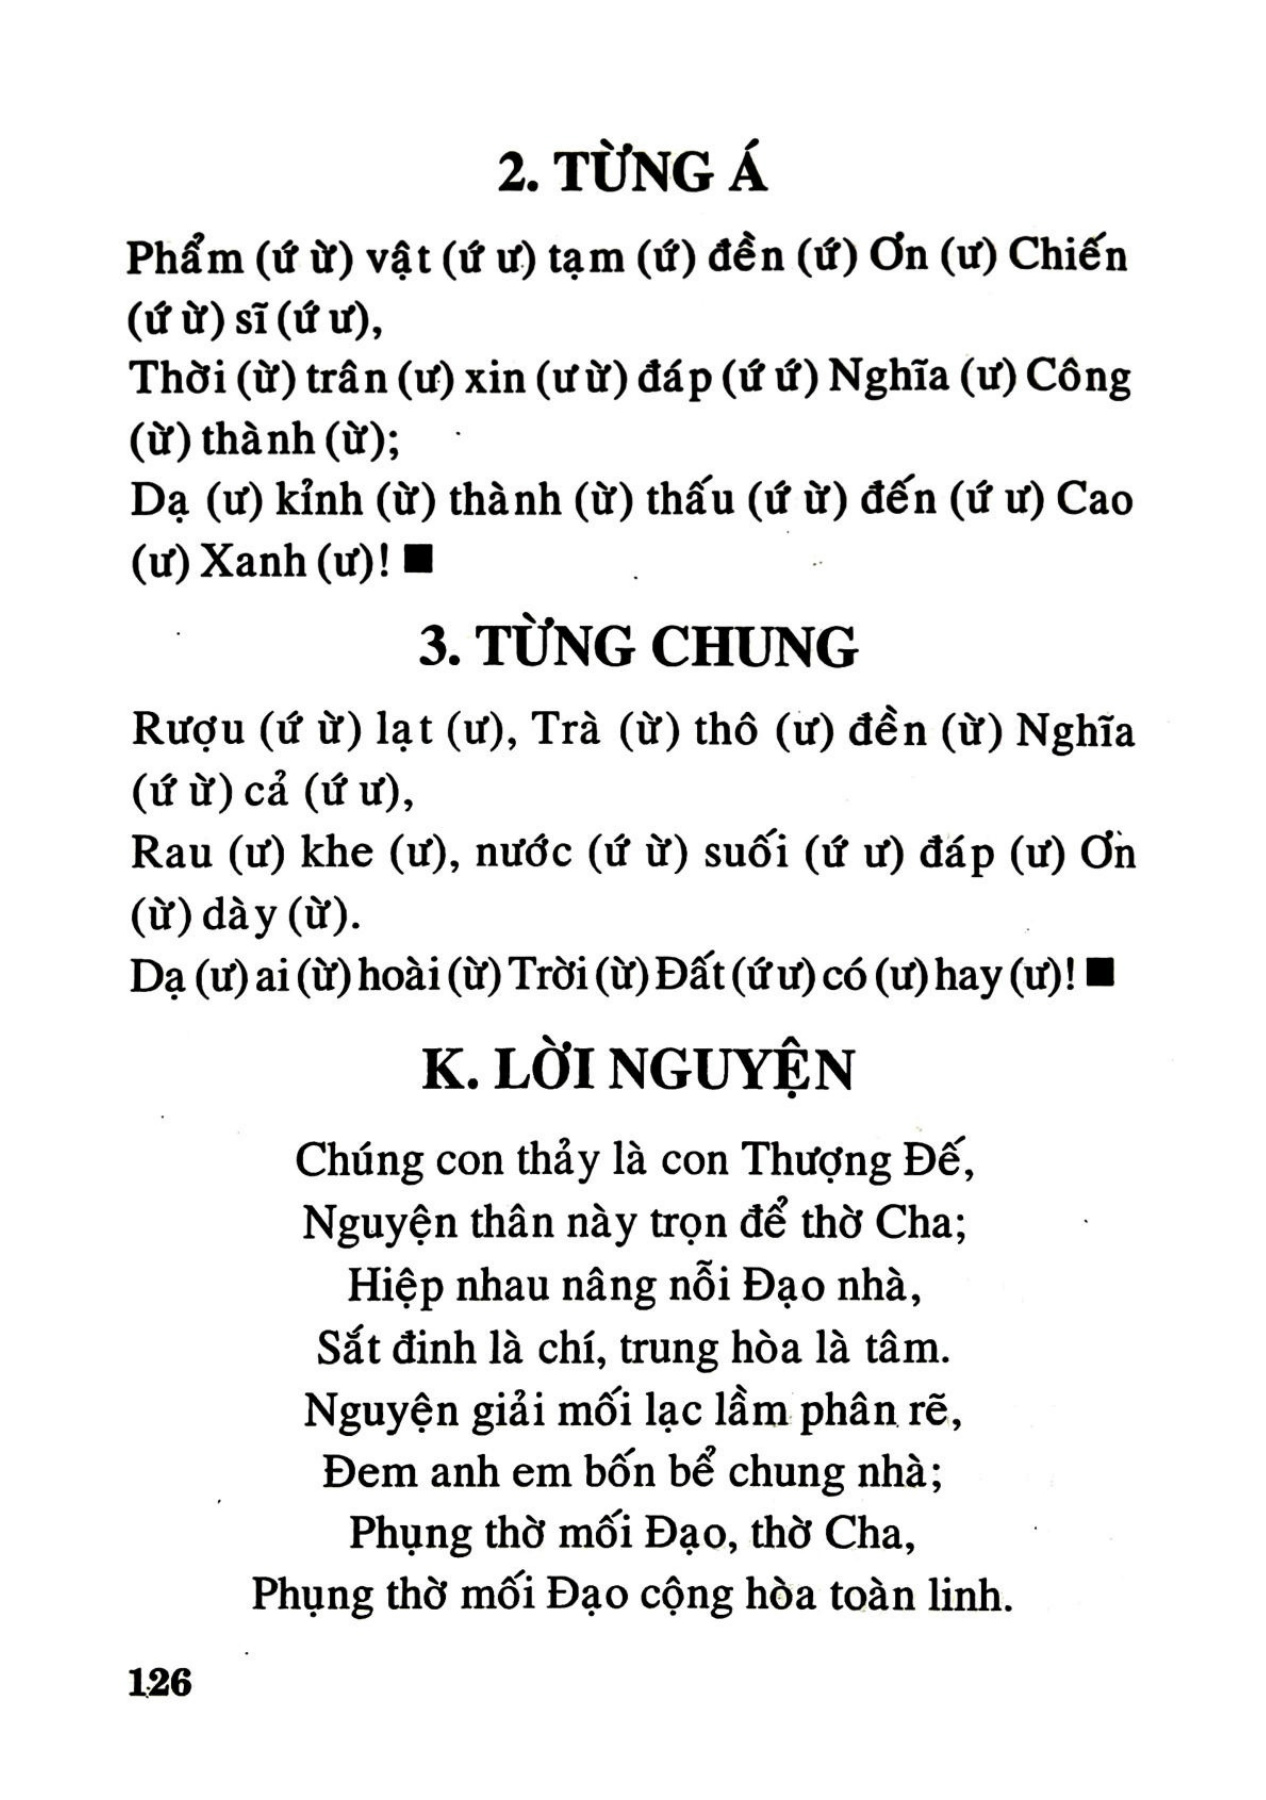 2. TỪNG Á
Phẩm (ứ ừ) vật (ứ ư) tạm (ứ) đền (ứ) Ơn (ư) Chiến
(ứ ừ) sĩ (ứ ư),
Thời (ừ) trân (ư) xin (ư ừ) đáp (ứ ứ) Nghĩa (ư) Công
(ừ) thành (ừ);
Dạ (ư) kỉnh (ừ) thành (ừ) thấu (ứ ừ) đến (ứ ư) Cao
(ư) Xanh (ư)! ■
3. TỪNG CHUNG
Rượu (ứ ừ) lạt (ư), Trà (ừ) thô (ư) đền (ừ) Nghĩa
(ứ ừ) cả (ứ ư),
Rau (ư) khe (ư), nước (ứ ừ) suối (ứ ư) đáp (ư) Ơn
(ừ) dày (ừ).
Dạ (ư) ai (ừ) hoài (ừ) Trời (ừ) Đất (ứ ư) có (ư) hay (ư)! ■
K. LỜI NGUYỆN
Chúng con thảy là con Thượng Đế,
Nguyện thân này trọn để thờ Cha;
Hiệp nhau nâng nỗi Đạo nhà,
Sắt đinh là chí, trung hòa là tâm.
Nguyện giải mối lạc lầm phân rẽ,
Đem anh em bốn bể chung nhà;
Phụng thờ mối Đạo, thờ Cha,
Phụng thờ mối Đạo cộng hòa toàn linh.
126